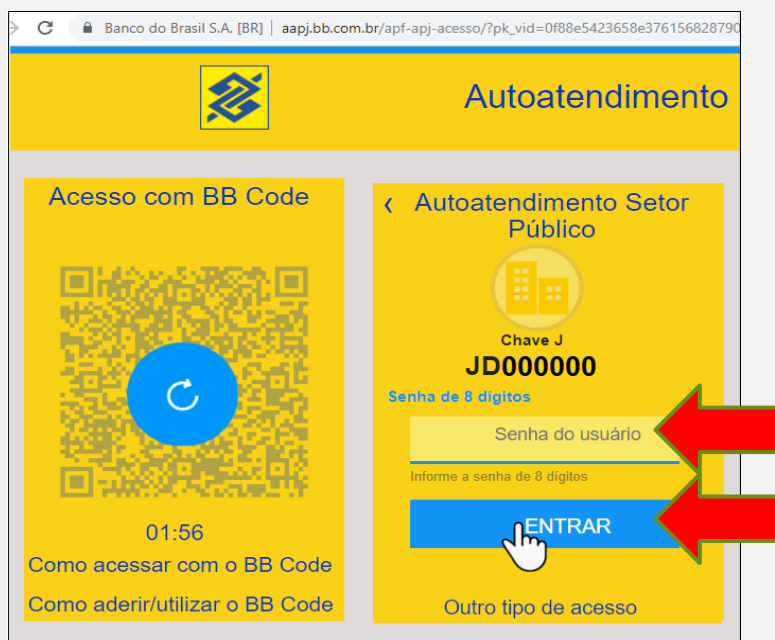 Banco do Brasil S.A. [BR] | aapj.bb.com.br/apf-apj-acesso/?pk_vid=0f88e5423658e376156828790
Autoatendimento
Acesso com BB Code
01:56
Como acessar com o BB Code
Como aderir/utilizar o BB Code
‹ Autoatendimento Setor
Público
Chave J
JD000000
Senha de 8 dígitos
Senha do usuário
Informe a senha de 8 dígitos
ENTRAR
Outro tipo de acesso